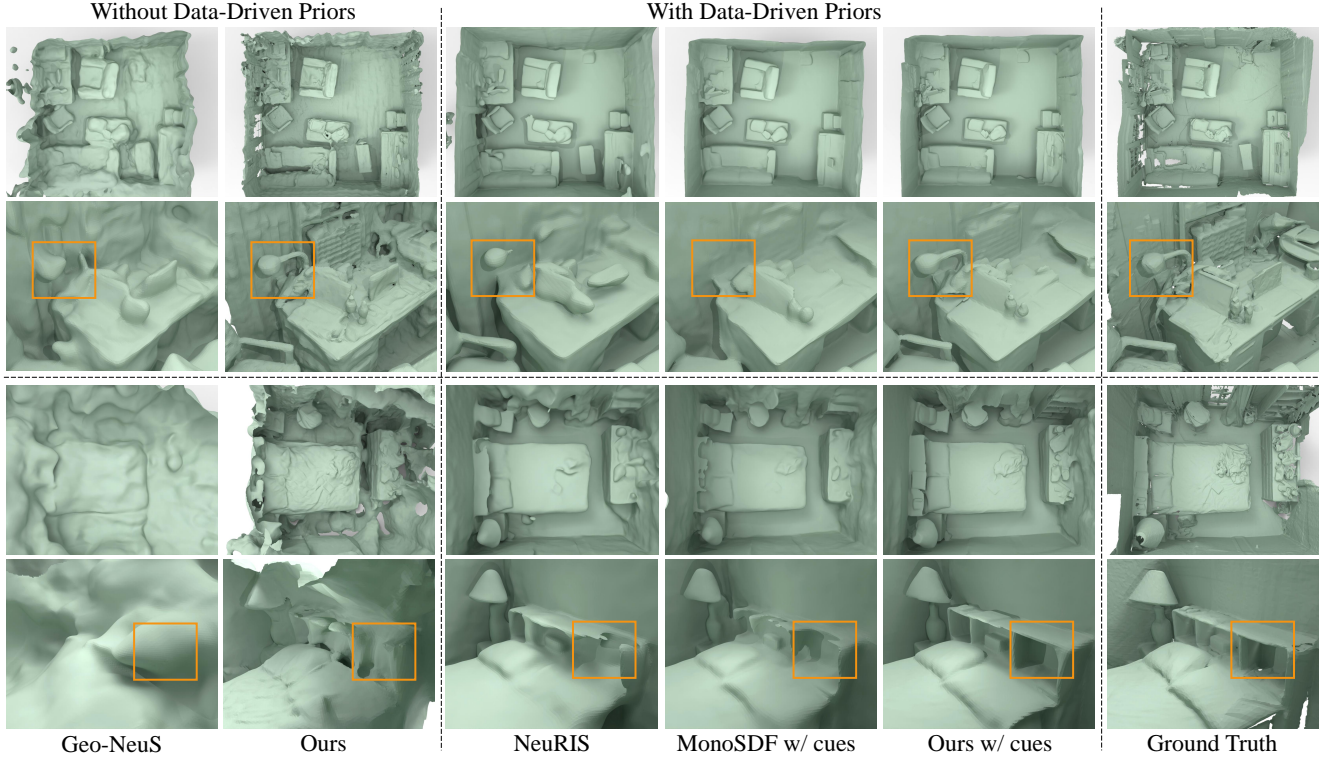 Without Data-Driven Priors
With Data-Driven Priors
Geo-NeuS
Ours
NeuRIS
MonoSDF w/ cues
Ours w/ cues
Ground Truth